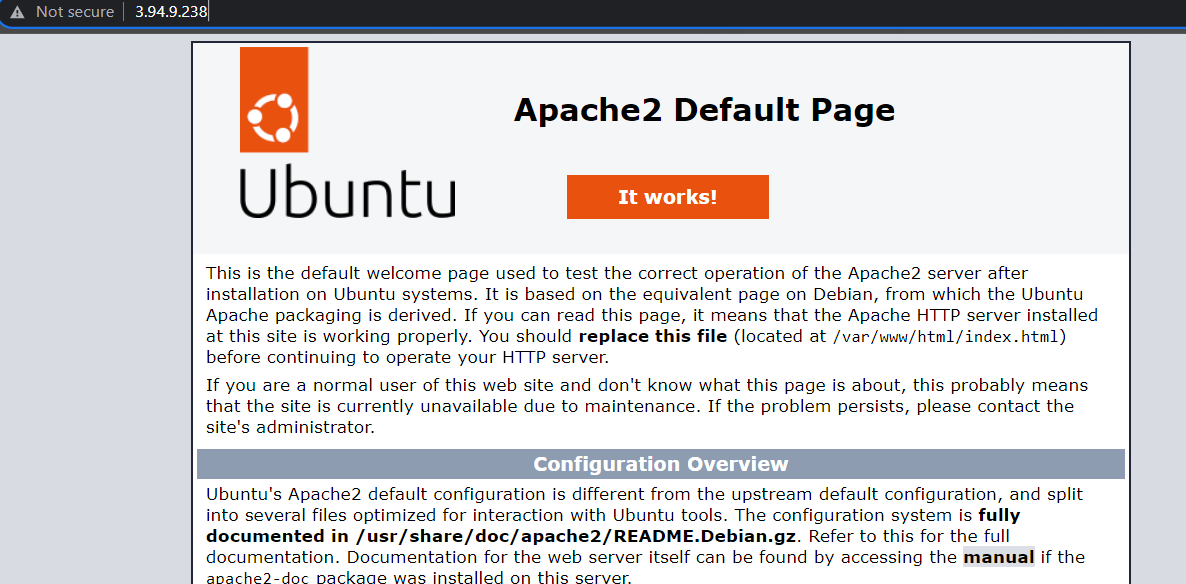 Not secure 3.94.9.238
Apache2 Default Page
Ubuntu
It works!
This is the default welcome page used to test the correct operation of the Apache2 server after
installation on Ubuntu systems. It is based on the equivalent page on Debian, from which the Ubuntu
Apache packaging is derived. If you can read this page, it means that the Apache HTTP server installed
at this site is working properly. You should replace this file (located at /var/www/html/index.html)
before continuing to operate your HTTP server.
If you are a normal user of this web site and don't know what this page is about, this probably means
that the site is currently unavailable due to maintenance. If the problem persists, please contact the
site's administrator.
Configuration Overview
Ubuntu's Apache2 default configuration is different from the upstream default configuration, and split
into several files optimized for interaction with Ubuntu tools. The configuration system is fully
documented in /usr/share/doc/apache2/README.Debian.gz. Refer to this for the full
documentation. Documentation for the web server itself can be found by accessing the manual if the
apache2-doc package was installed on this server.